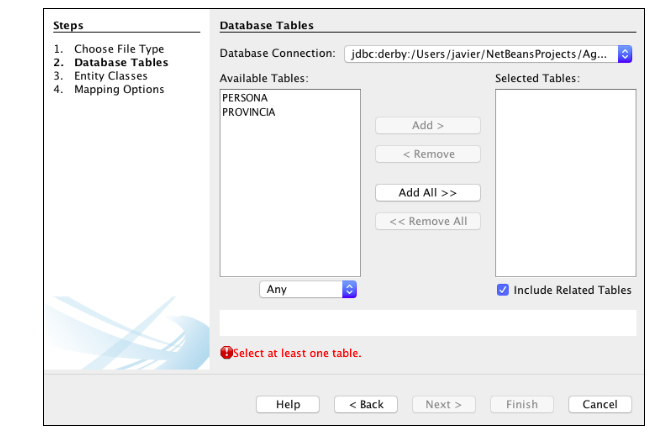 Steps
1. Choose File Type
2. Database Tables
3. Entity Classes
4. Mapping Options
Database Tables
Database Connection: jdbc:derby:/Users/javier/NetBeansProjects/Ag...
Available Tables:
PERSONA
PROVINCIA
Any
Add >
< Remove
Add All >>
<< Remove All
Selected Tables:
Include Related Tables
Select at least one table.
Help
< Back
Next >
Finish
Cancel